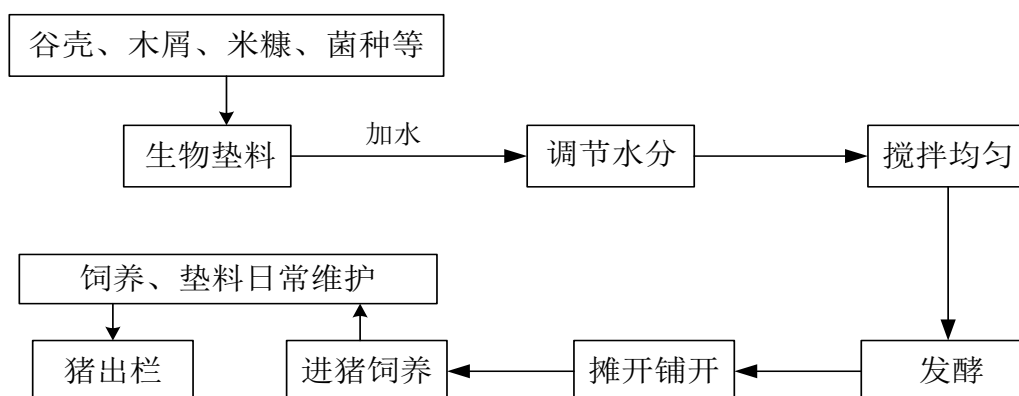 谷壳、木屑、米糠、菌种等
生物垫料
加水
调节水分
搅拌均匀
饲养、垫料日常维护
猪出栏
进猪饲养
摊开铺开
发酵